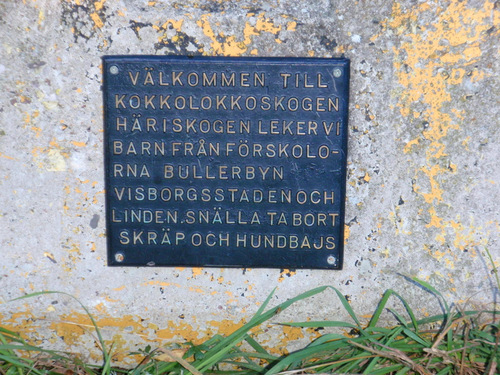 VÄLKOMMEN TILL
KOKKOLOKKOSKOGEN
HÄR I SKOGEN LEKER VI
BARN FRÅN FÖRSKOLO-
RNA BULLERBYN
VISBORGSSTADEN OCH
LINDEN. SNÄLLA TA BORT
SKRÄP OCH HUNDBAJS